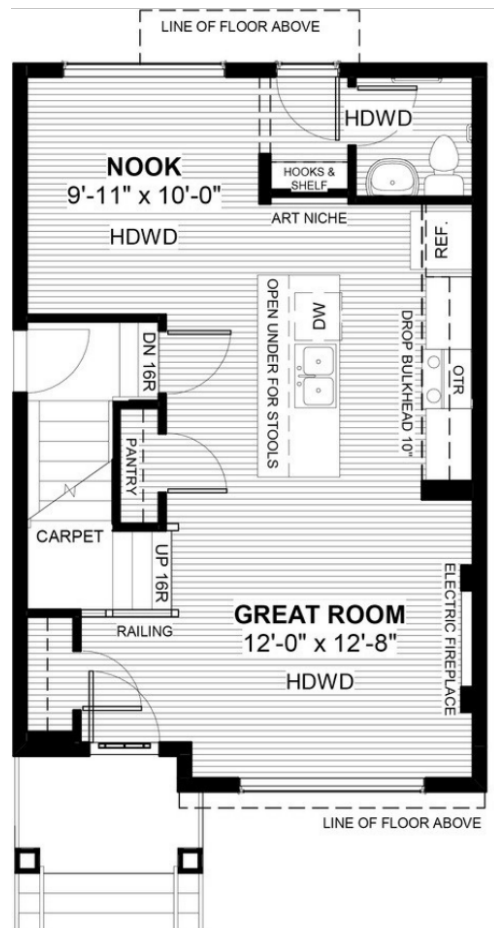 LINE OF FLOOR ABOVE
HDWD
NOOK
9'-11" x 10'-0"
HDWD
HOOKS &
SHELF
ART NICHE
REF.
OPEN UNDER FOR STOOLS
DW
DROP BULKHEAD 10"
OTR
DN 16R
PANTRY
CARPET
UP 16R
RAILING
GREAT ROOM
12'-0" x 12'-8"
HDWD
ELECTRIC FIREPLACE
LINE OF FLOOR ABOVE